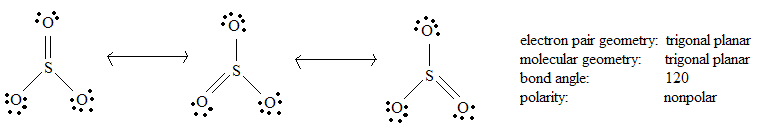 O O O
electron pair geometry: trigonal planar
molecular geometry: trigonal planar
S S S
bond angle: 120
polarity: nonpolar
O O O O O O